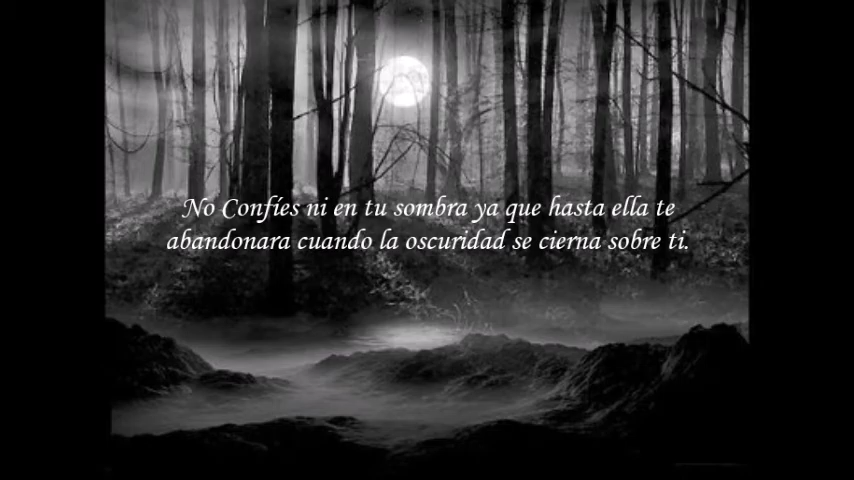 No Confíes ni en tu sombra ya que hasta ella te
abandonara cuando la oscuridad se cierna sobre ti.